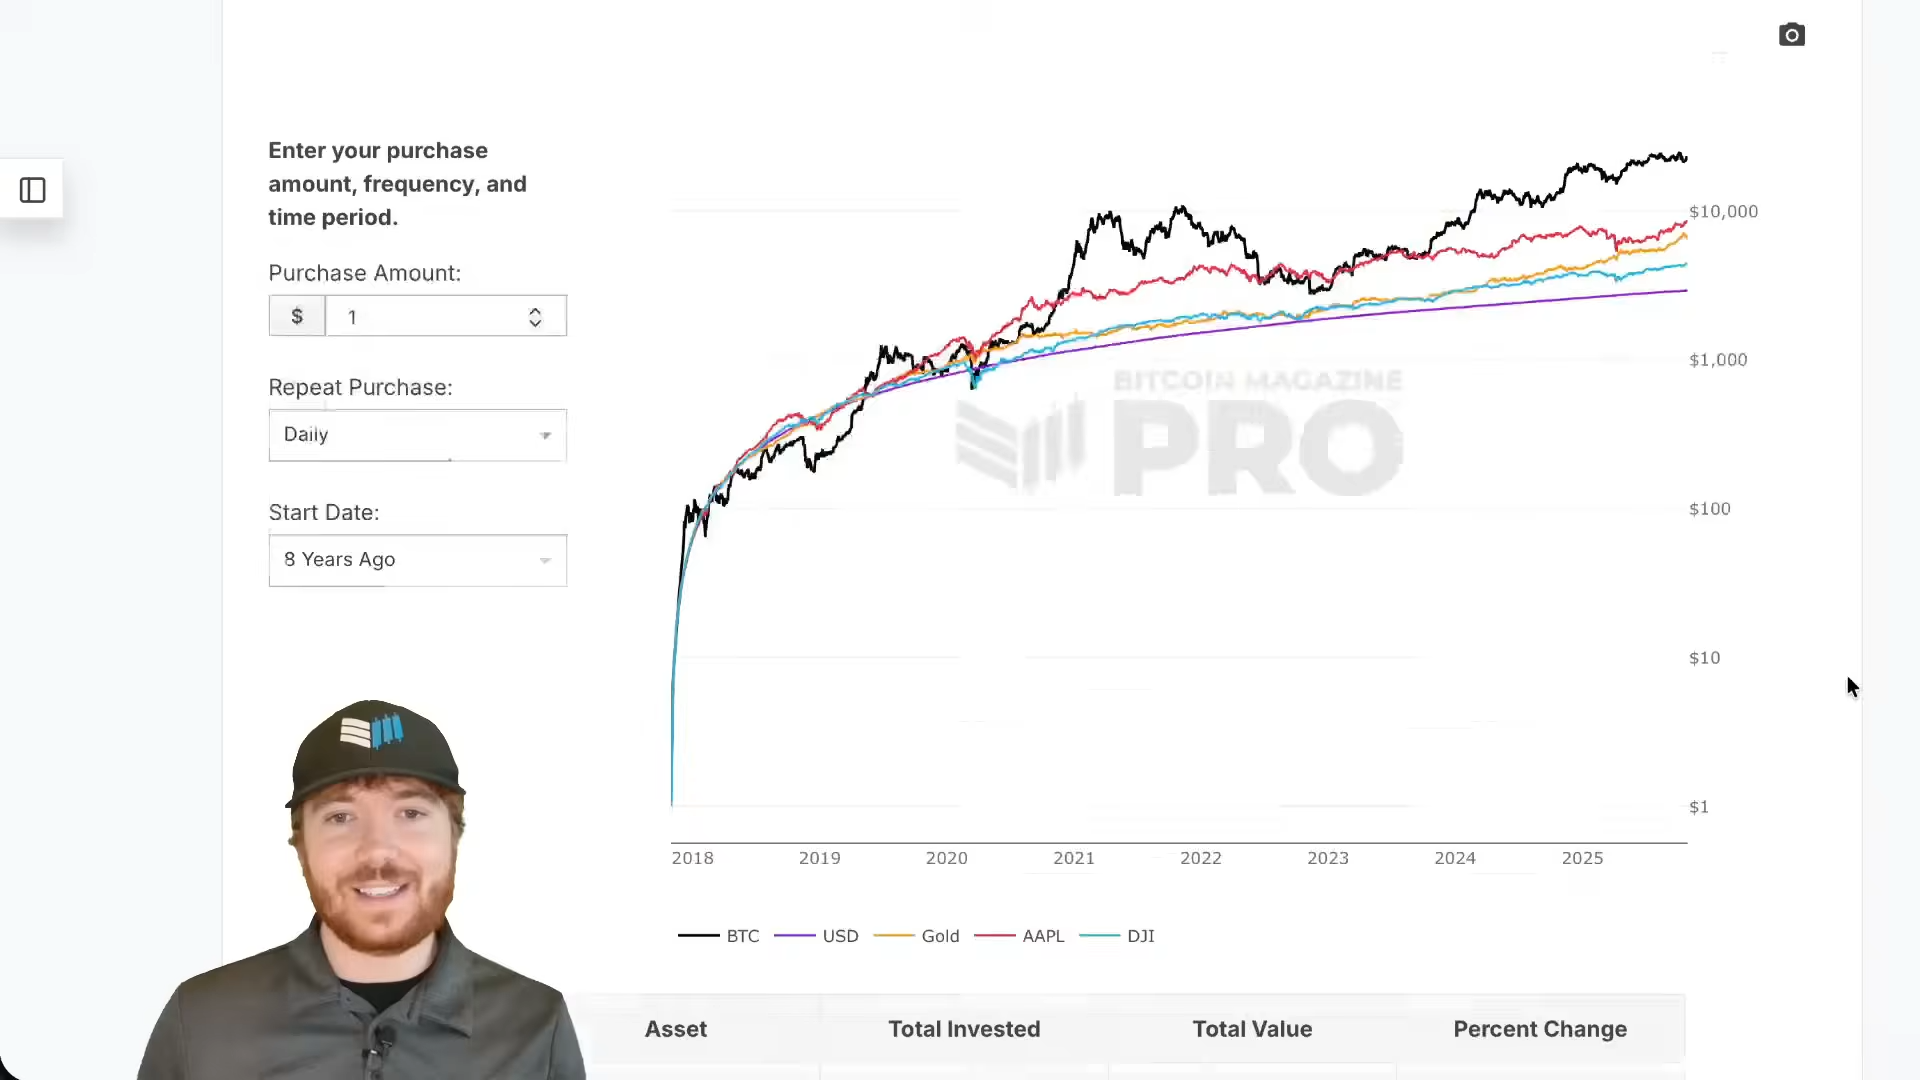 Enter your purchase
amount, frequency, and
time period.
Purchase Amount:
$ 1
Repeat Purchase:
Daily
Start Date:
8 Years Ago
$10,000
$1,000
$100
$10
$1
BITCOIN MAGAZINE
PRO
2018 2019 2020 2021 2022 2023 2024 2025
BTC USD Gold AAPL DJI
Asset Total Invested Total Value Percent Change